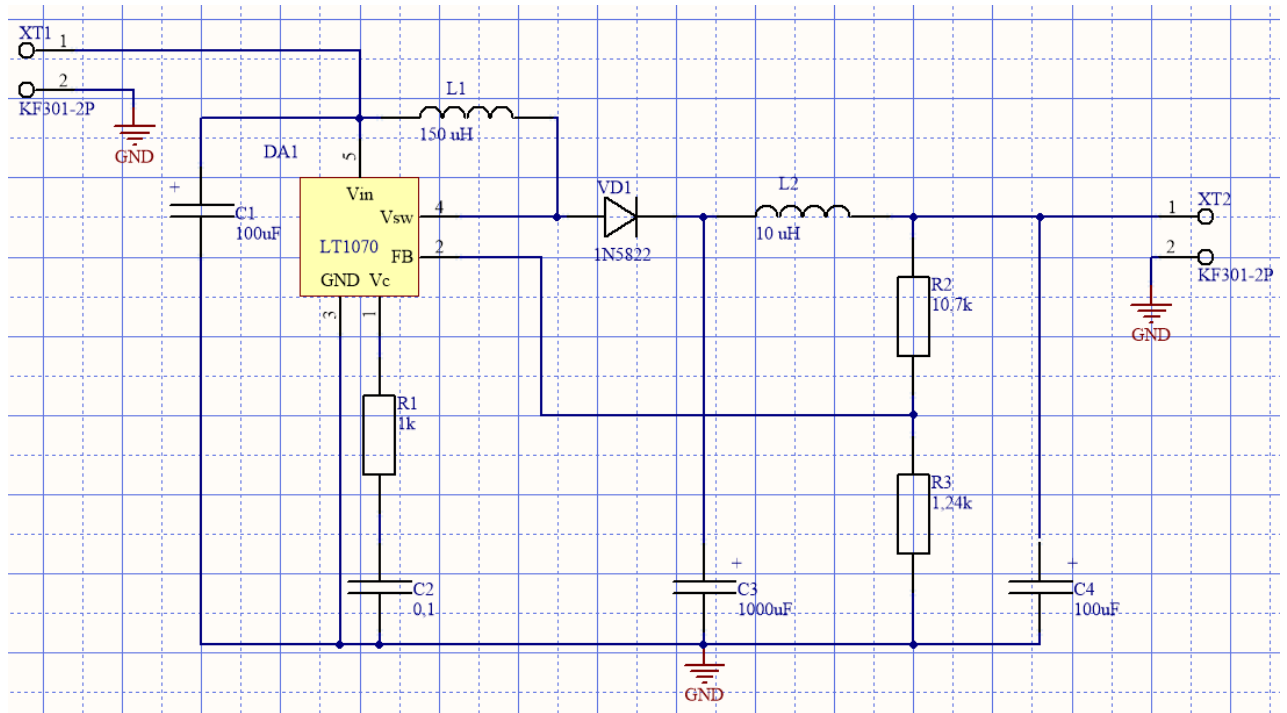 XT1
1
2
KF301-2P
GND
L1
150 uH
DA1
5
Vin
Vsw
4
FB
2
LT1070
GND Vc
3
1
+
C1
100uF
VD1
1N5822
L2
10 uH
1
XT2
2
KF301-2P
GND
R2
10,7k
R1
1k
R3
1,24k
C2
0,1
+
C3
1000uF
+
C4
100uF
GND